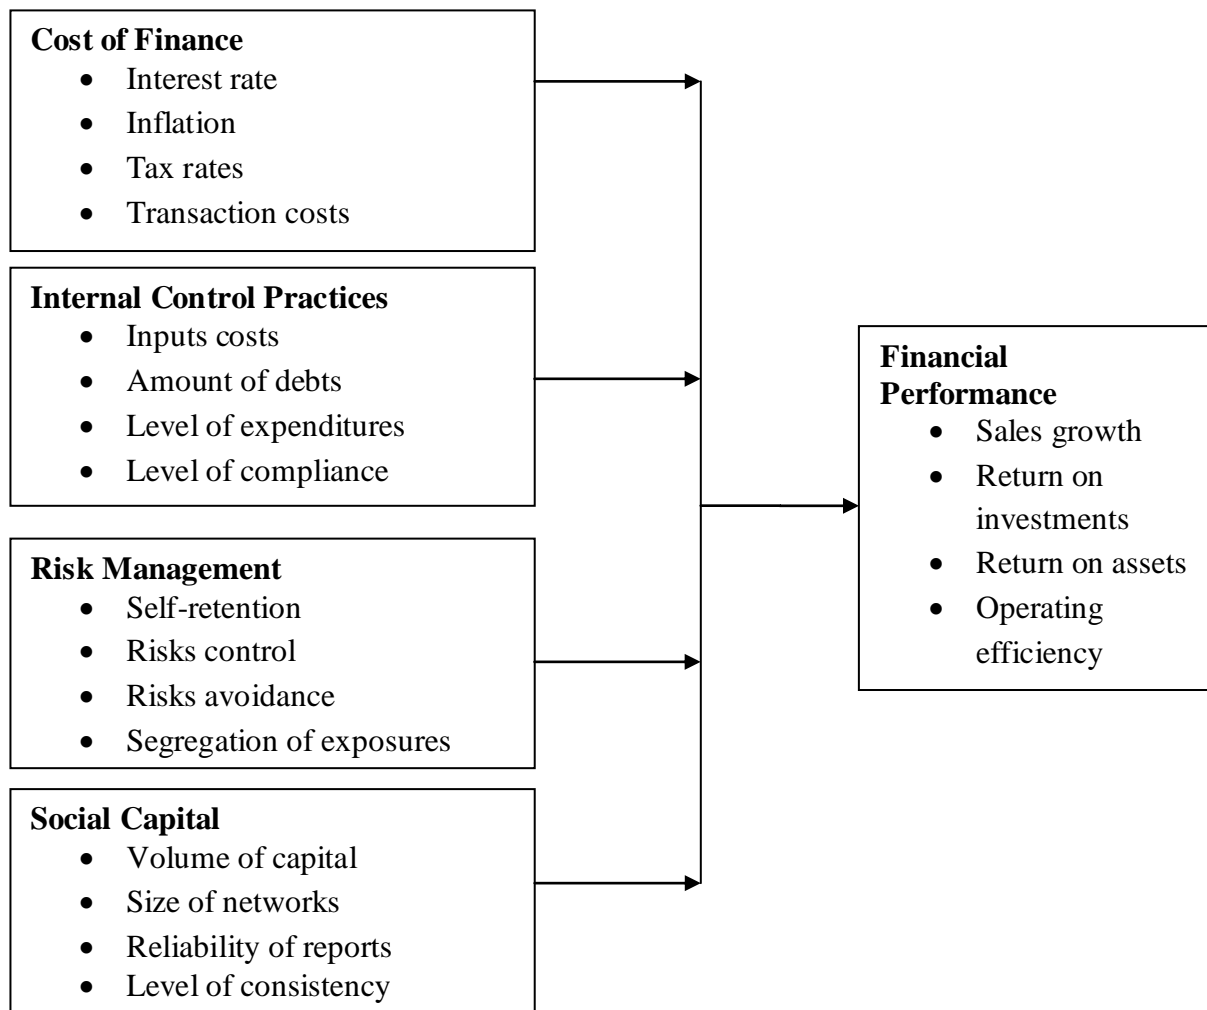 Cost of Finance
• Interest rate
• Inflation
• Tax rates
• Transaction costs
Internal Control Practices
• Inputs costs
• Amount of debts
• Level of expenditures
• Level of compliance
Risk Management
• Self-retention
• Risks control
• Risks avoidance
• Segregation of exposures
Social Capital
• Volume of capital
• Size of networks
• Reliability of reports
• Level of consistency
Financial
Performance
• Sales growth
• Return on
investments
• Return on assets
• Operating
efficiency